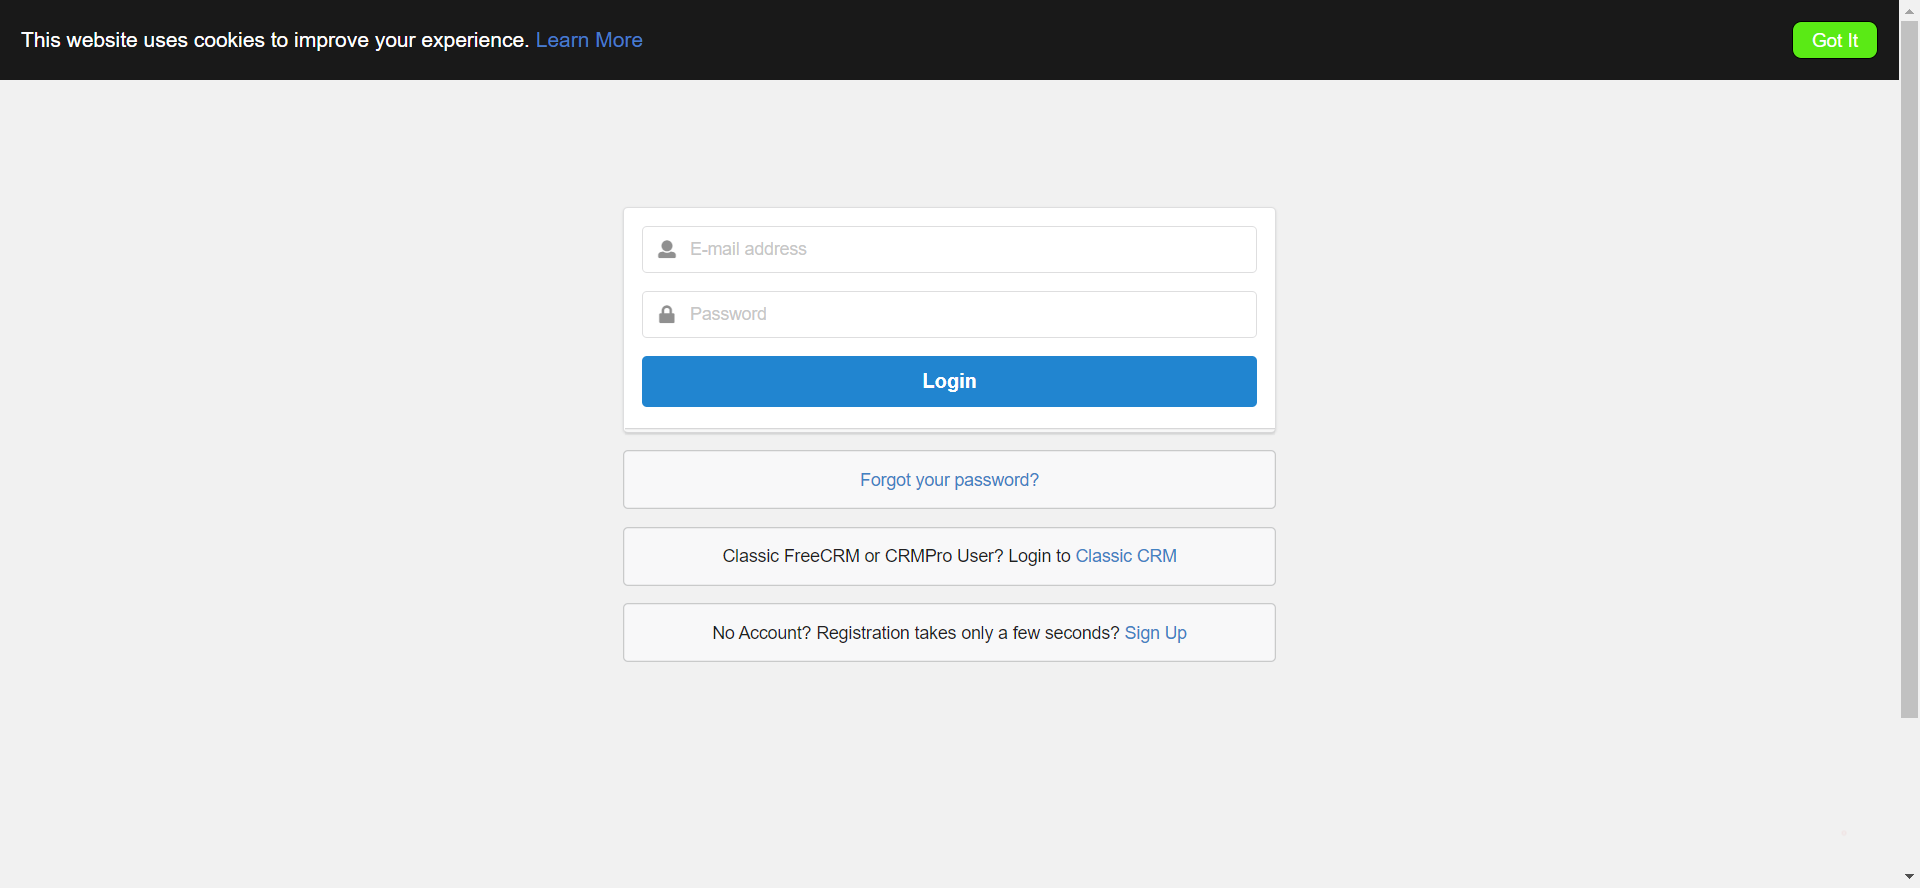 This website uses cookies to improve your experience. Learn More
Got It
E-mail address
Password
Login
Forgot your password?
Classic FreeCRM or CRMPro User? Login to Classic CRM
No Account? Registration takes only a few seconds? Sign Up